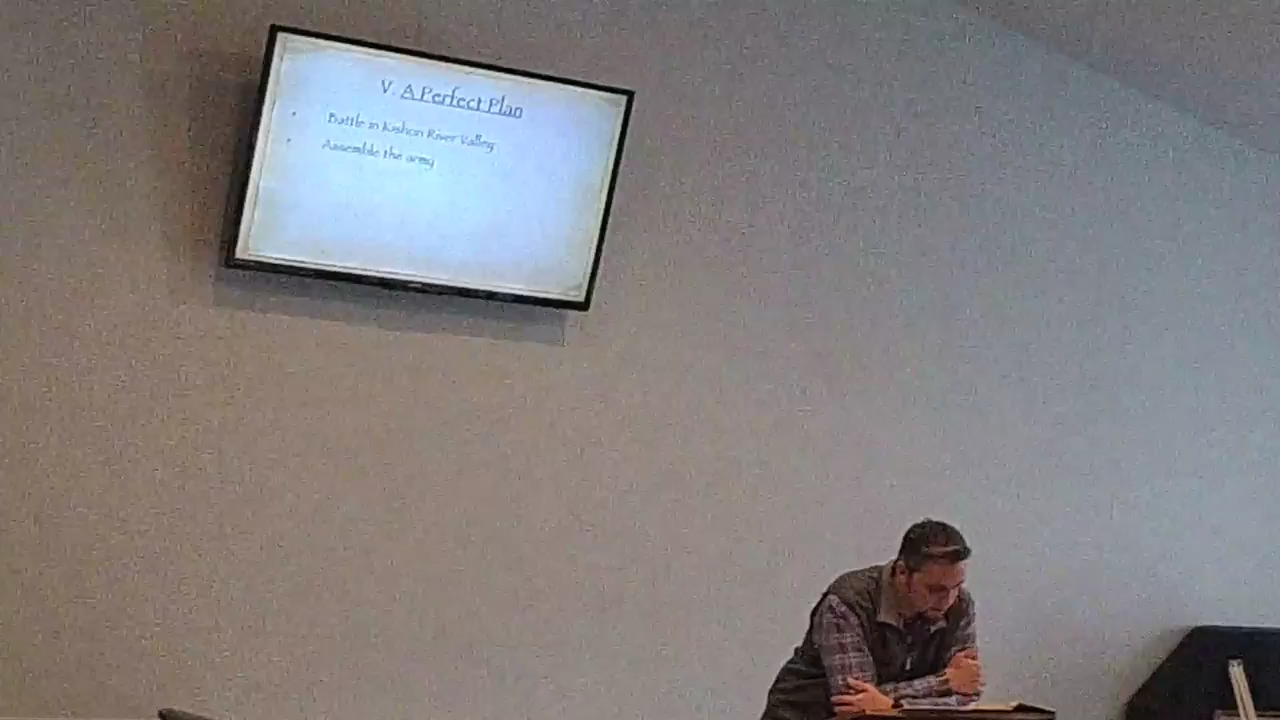 V. A Perfect Plan
• Battle in Kishon River Valley
• Assemble the army